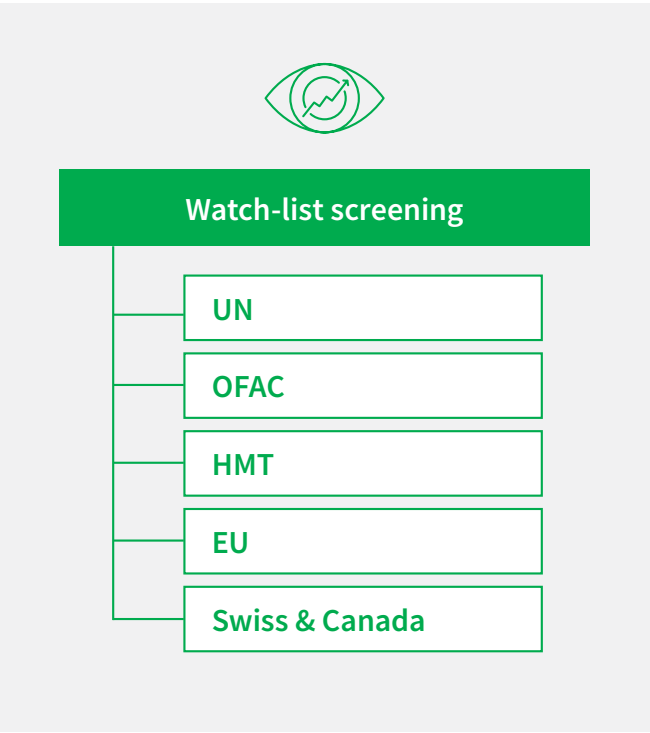 Watch-list screening
UN
OFAC
HMT
EU
Swiss & Canada